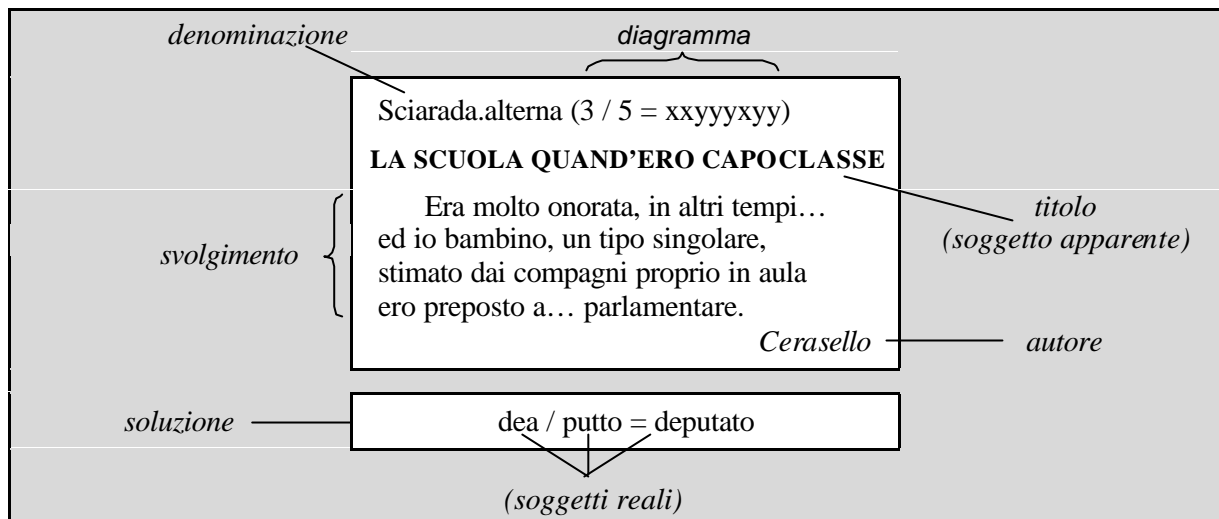 denominazione
diagramma
Sciarada.alterna (3 / 5 = xxyyyxyy)
LA SCUOLA QUAND'ERO CAPOCLASSE
Era molto onorata, in altri tempi…
ed io bambino, un tipo singolare,
stimato dai compagni proprio in aula
ero preposto a… parlamentare.
Cerasello
titolo
(soggetto apparente)
svolgimento
autore
soluzione
dea / putto = deputato
(soggetti reali)